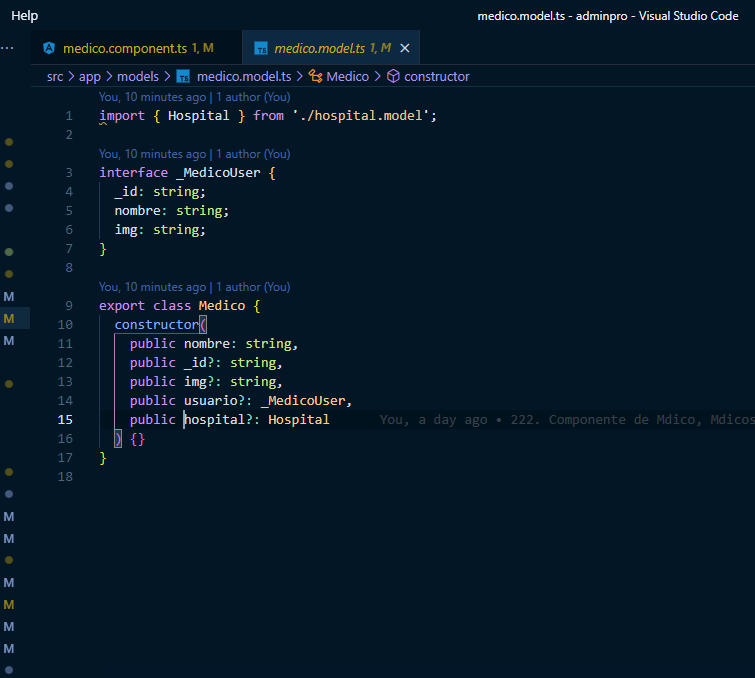 Help
medico.model.ts - adminpro - Visual Studio Code
medico.component.ts 1, M
medico.model.ts 1, M
src > app > models > medico.model.ts > Medico > constructor
You, 10 minutes ago | 1 author (You)
1 import { Hospital } from './hospital.model';
2
You, 10 minutes ago | 1 author (You)
3 interface _MedicoUser {
4 _id: string;
5 nombre: string;
6 img: string;
7 }
8
You, 10 minutes ago | 1 author (You)
9 export class Medico {
10 constructor(
11 public nombre: string,
12 public _id?: string,
13 public img?: string,
14 public usuario?: _MedicoUser,
15 public hospital?: Hospital You, a day ago • 222. Componente de Mdico, Mdicos
16 ) {}
17 }
18
M
M
M
M
M
M
M
M
M